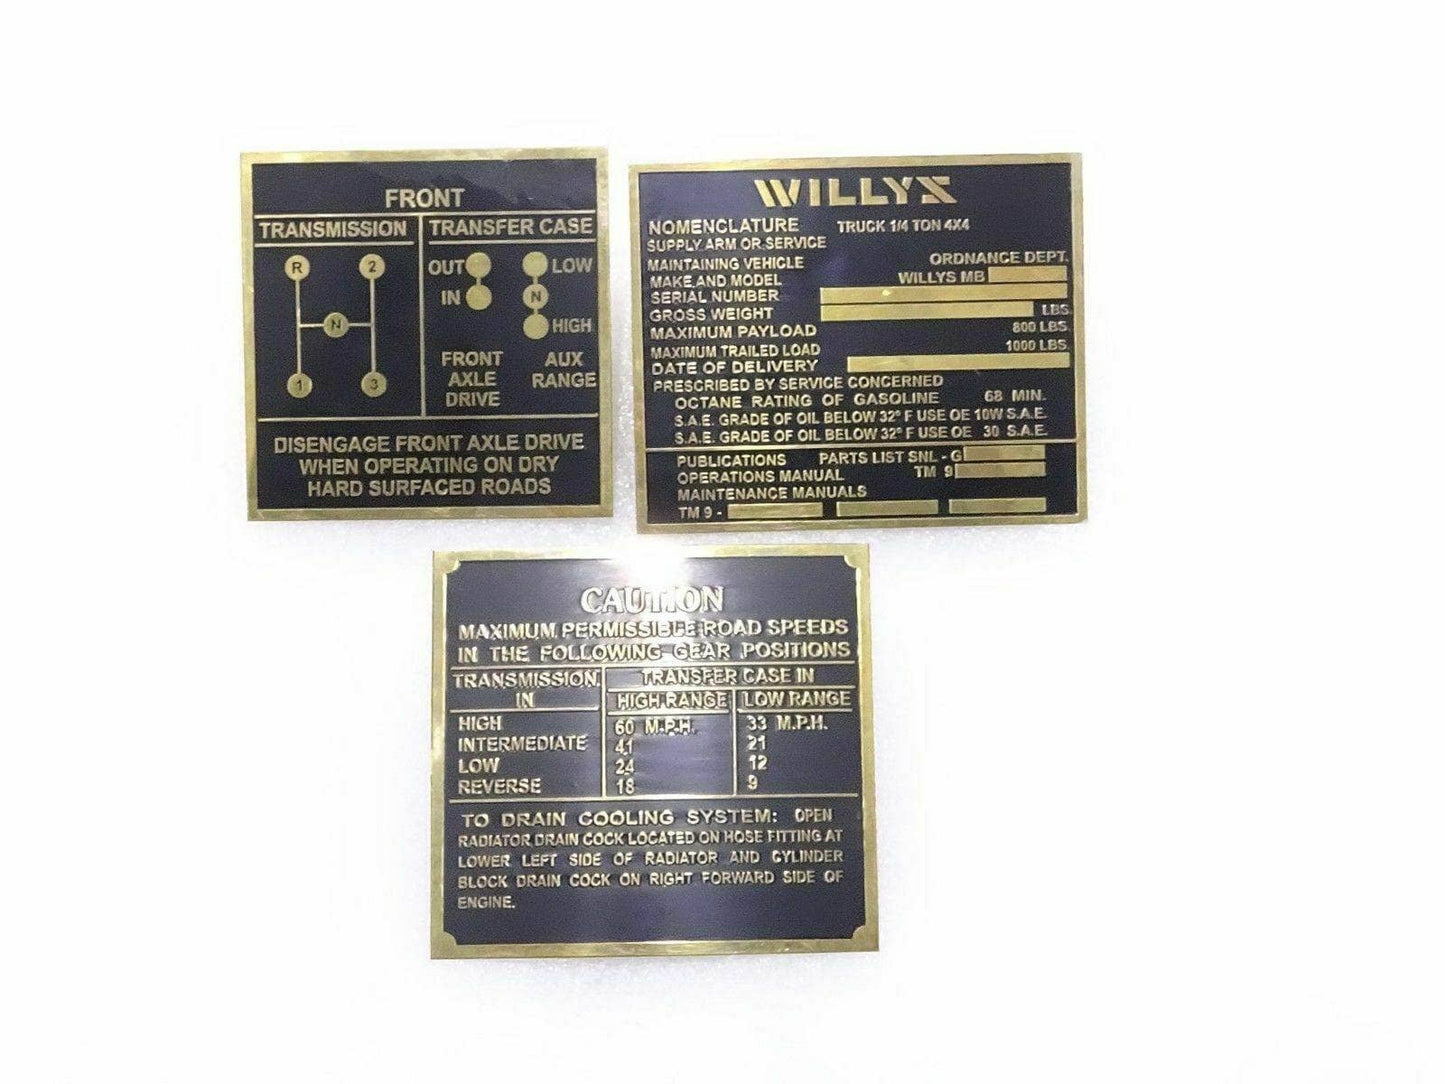 FRONT
TRANSMISSION
TRANSFER CASE
R 2
N
1 3
OUT
IN
LOW
N
HIGH
FRONT
AXLE
DRIVE
AUX
RANGE
DISENGAGE FRONT AXLE DRIVE
WHEN OPERATING ON DRY
HARD SURFACED ROADS
WILLYS
NOMENCLATURE TRUCK 1/4 TON 4X4
SUPPLY ARM OR SERVICE
MAINTAINING VEHICLE ORDNANCE DEPT.
MAKE AND MODEL WILLYS MB
SERIAL NUMBER
GROSS WEIGHT LBS.
MAXIMUM PAYLOAD 800 LBS.
MAXIMUM TRAILED LOAD 1000 LBS.
DATE OF DELIVERY
PRESCRIBED BY SERVICE CONCERNED
OCTANE RATING OF GASOLINE 68 MIN.
S.A.E. GRADE OF OIL BELOW 32° F USE OE 10W S.A.E.
S.A.E. GRADE OF OIL BELOW 32° F USE OE 30 S.A.E.
PUBLICATIONS PARTS LIST SNL - G
OPERATIONS MANUAL TM 9
MAINTENANCE MANUALS
TM 9 -
CAUTION
MAXIMUM PERMISSIBLE ROAD SPEEDS
IN THE FOLLOWING GEAR POSITIONS
TRANSMISSION
IN
TRANSFER CASE IN
HIGH RANGE LOW RANGE
HIGH 60 M.P.H. 33 M.P.H.
INTERMEDIATE 41 21
LOW 24 12
REVERSE 18 9
TO DRAIN COOLING SYSTEM: OPEN
RADIATOR DRAIN COCK LOCATED ON HOSE FITTING AT
LOWER LEFT SIDE OF RADIATOR AND CYLINDER
BLOCK DRAIN COCK ON RIGHT FORWARD SIDE OF
ENGINE.